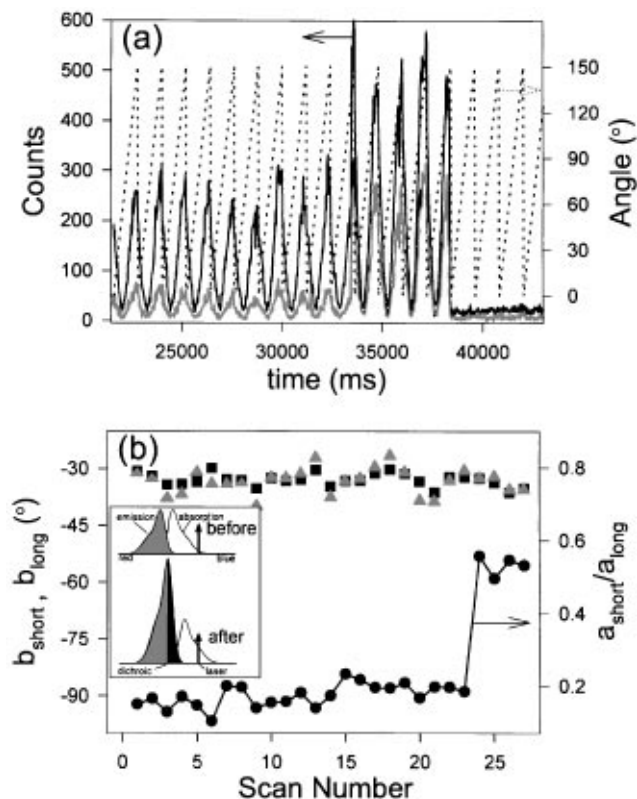 (a)
600
500
400
300
200
100
0
Counts
150
120
90
60
30
0
Angle (°)
25000 30000 35000 40000
time (ms)
(b)
-30
-45
-60
-75
-90
b_short , b_long (°)
0.8
0.6
0.4
0.2
a_short/a_long
emission absorption
before
red blue
after
dichroic laser
0 5 10 15 20 25
Scan Number